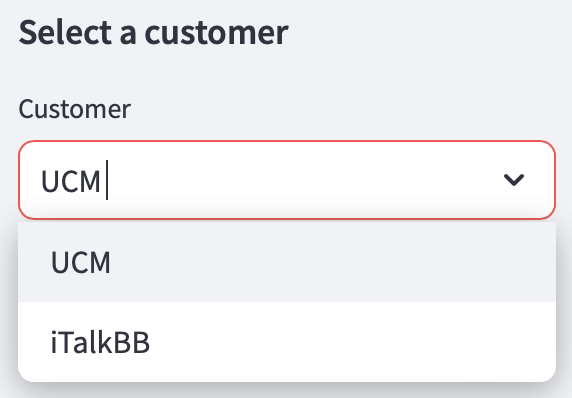 Select a customer
Customer
UCM
UCM
iTalkBB